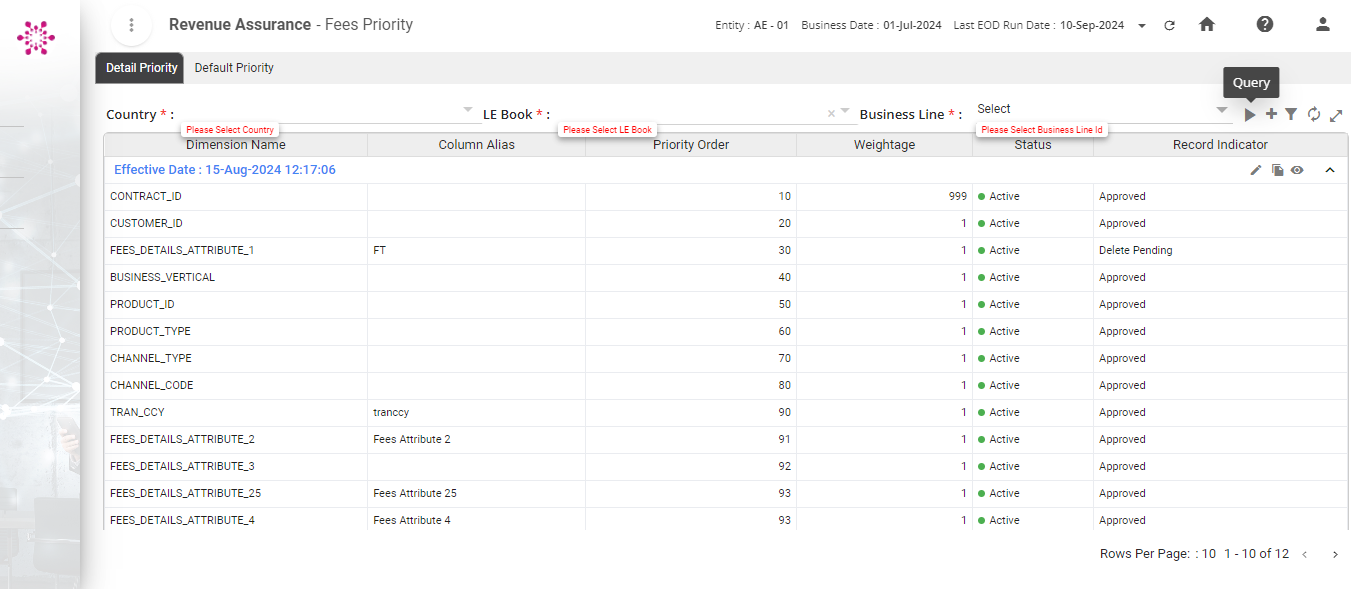 Revenue Assurance - Fees Priority
Entity : AE - 01 Business Date : 01-Jul-2024 Last EOD Run Date : 10-Sep-2024
Detail Priority Default Priority
Query
Country * : LE Book * : × Business Line * : Select
Please Select Country Please Select LE Book Please Select Business Line Id
Dimension Name Column Alias Priority Order Weightage Status Record Indicator
Effective Date : 15-Aug-2024 12:17:06
CONTRACT_ID 10 999 Active Approved
CUSTOMER_ID 20 1 Active Approved
FEES_DETAILS_ATTRIBUTE_1 FT 30 1 Active Delete Pending
BUSINESS_VERTICAL 40 1 Active Approved
PRODUCT_ID 50 1 Active Approved
PRODUCT_TYPE 60 1 Active Approved
CHANNEL_TYPE 70 1 Active Approved
CHANNEL_CODE 80 1 Active Approved
TRAN_CCY tranccy 90 1 Active Approved
FEES_DETAILS_ATTRIBUTE_2 Fees Attribute 2 91 1 Active Approved
FEES_DETAILS_ATTRIBUTE_3 92 1 Active Approved
FEES_DETAILS_ATTRIBUTE_25 Fees Attribute 25 93 1 Active Approved
FEES_DETAILS_ATTRIBUTE_4 Fees Attribute 4 93 1 Active Approved
Rows Per Page: : 10 1 - 10 of 12